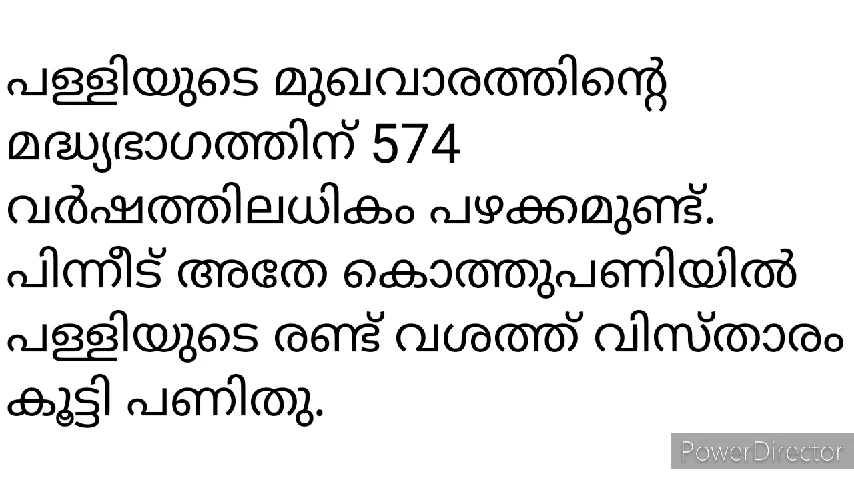 പള്ളിയുടെ മുഖവാരത്തിന്റെ
മദ്ധ്യഭാഗത്തിന് 574
വർഷത്തിലധികം പഴക്കമുണ്ട്.
പിന്നീട് അതേ കൊത്തുപണിയിൽ
പള്ളിയുടെ രണ്ട് വശത്ത് വിസ്താരം
കൂട്ടി പണിതു.
PowerDirector